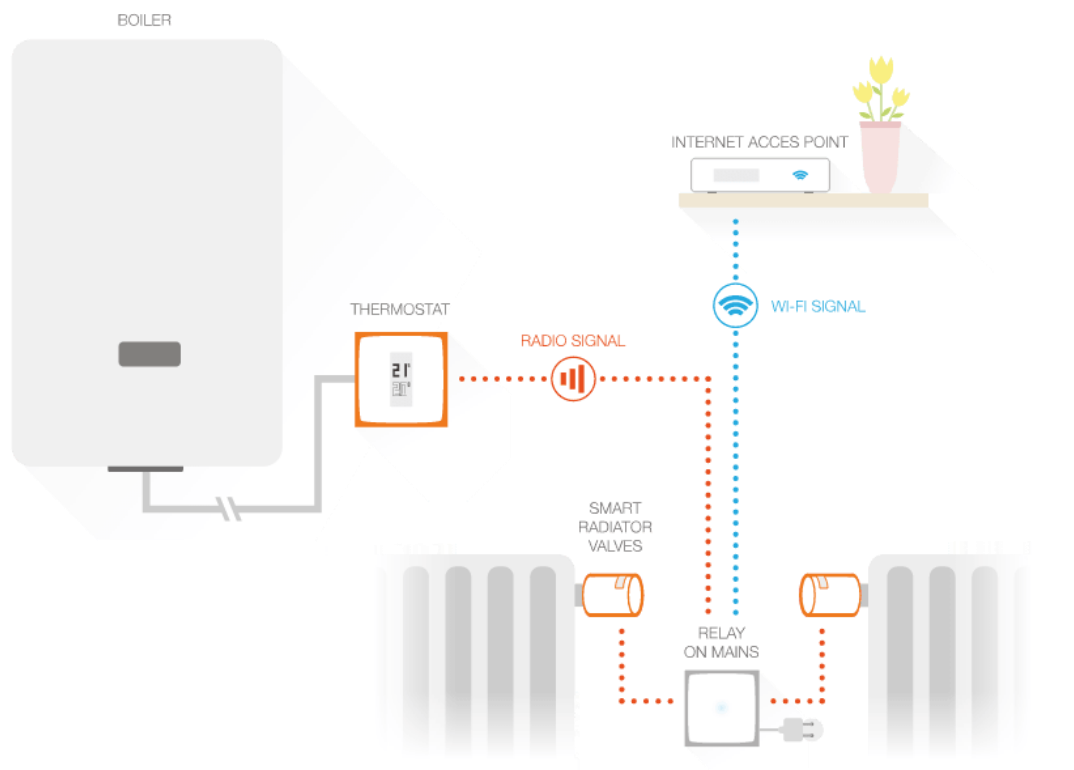 BOILER
INTERNET ACCES POINT
THERMOSTAT
WI-FI SIGNAL
RADIO SIGNAL
21°
SMART
RADIATOR
VALVES
RELAY
ON MAINS